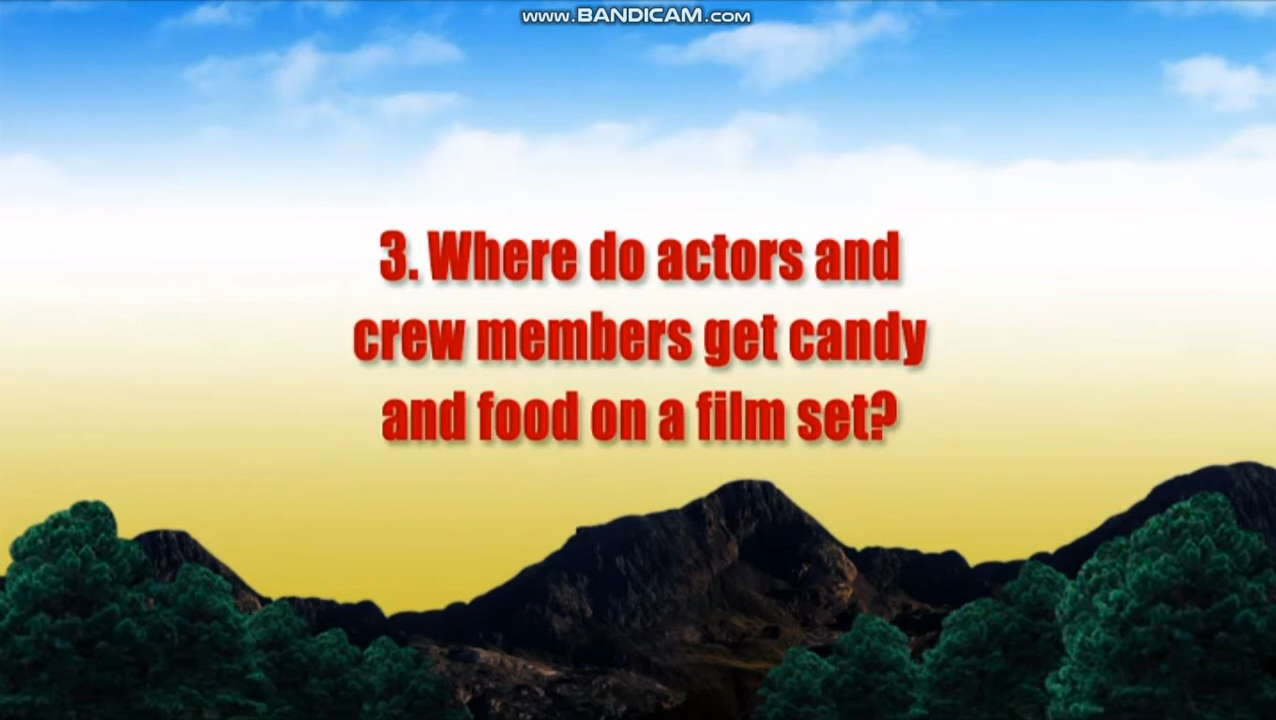 www.BANDICAM.com
3. Where do actors and
crew members get candy
and food on a film set?